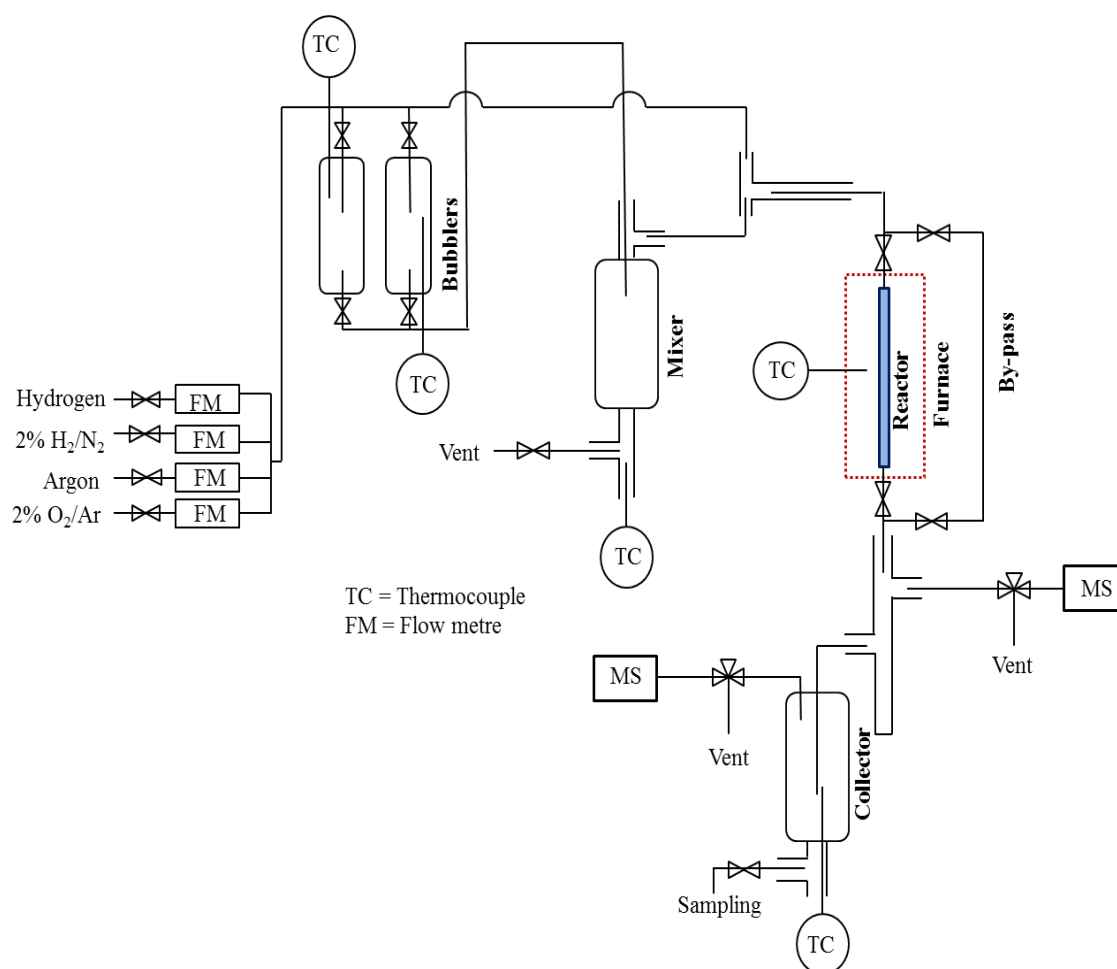 TC
Bubblers
TC
Hydrogen
FM
2% H₂/N₂
FM
Argon
FM
2% O₂/Ar
FM
Mixer
Vent
TC
TC = Thermocouple
FM = Flow metre
TC
Reactor
Furnace
By-pass
MS
Vent
MS
Vent
Collector
Sampling
TC